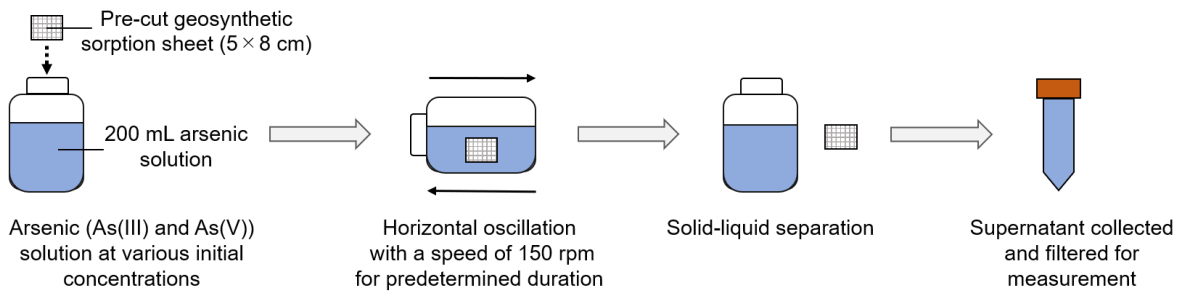 Pre-cut geosynthetic
sorption sheet (5×8 cm)
200 mL arsenic
solution
Arsenic (As(III) and As(V))
solution at various initial
concentrations
Horizontal oscillation
with a speed of 150 rpm
for predetermined duration
Solid-liquid separation
Supernatant collected
and filtered for
measurement